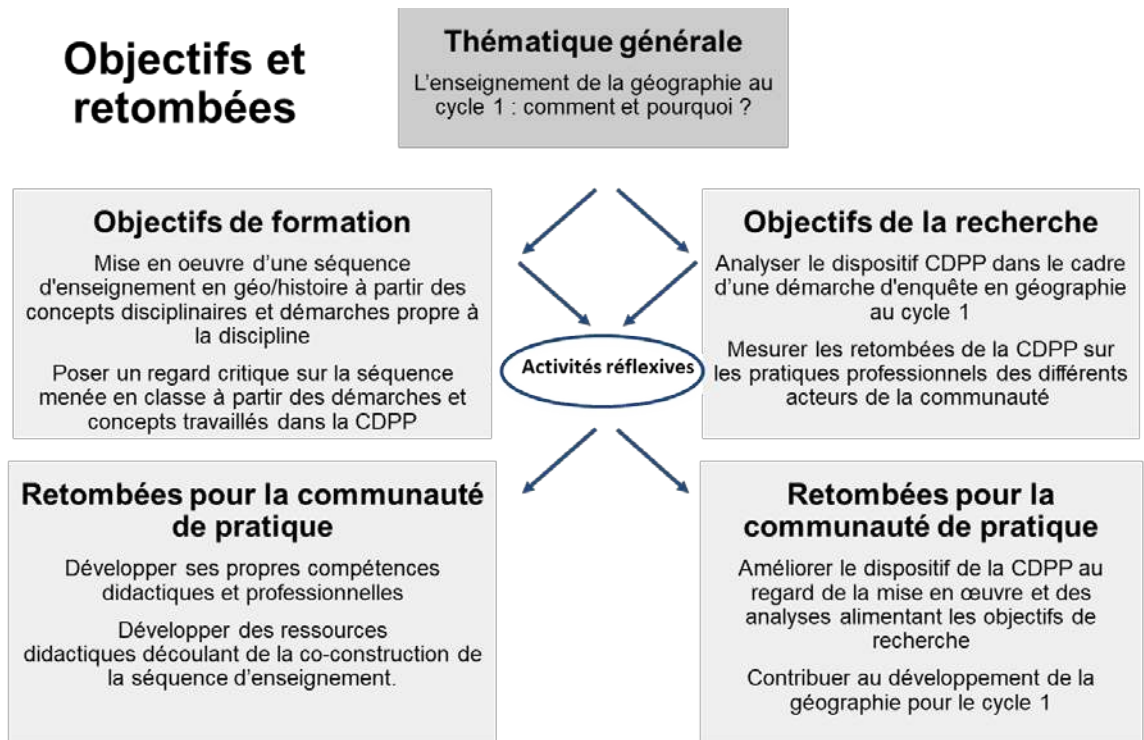 Objectifs et
retombées
Thématique générale
L'enseignement de la géographie au
cycle 1 : comment et pourquoi ?
Objectifs de formation
Mise en oeuvre d'une séquence
d'enseignement en géo/histoire à partir des
concepts disciplinaires et démarches propre à
la discipline
Poser un regard critique sur la séquence
menée en classe à partir des démarches et
concepts travaillés dans la CDPP
Objectifs de la recherche
Analyser le dispositif CDPP dans le cadre
d'une démarche d'enquête en géographie
au cycle 1
Mesurer les retombées de la CDPP sur
les pratiques professionnels des différents
acteurs de la communauté
Activités réflexives
Retombées pour la communauté
de pratique
Développer ses propres compétences
didactiques et professionnelles
Développer des ressources
didactiques découlant de la co-construction de
la séquence d'enseignement.
Retombées pour la
communauté de pratique
Améliorer le dispositif de la CDPP au
regard de la mise en œuvre et des
analyses alimentant les objectifs de
recherche
Contribuer au développement de la
géographie pour le cycle 1